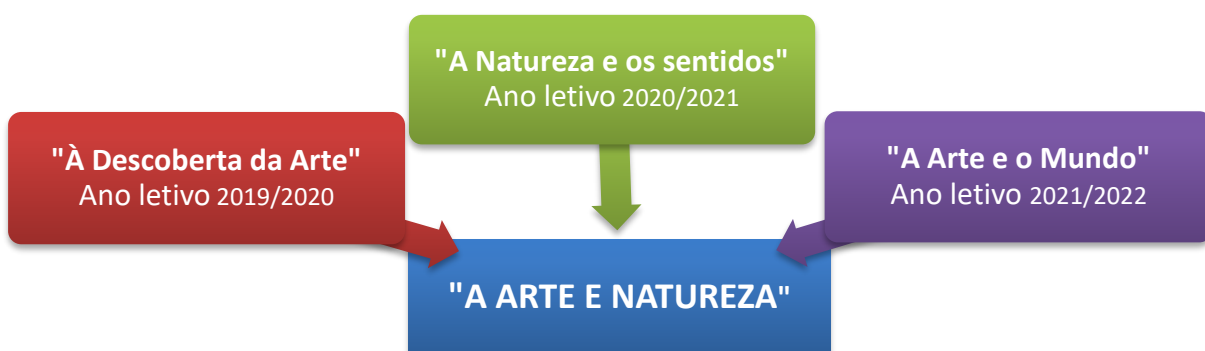 "A Natureza e os sentidos"
Ano letivo 2020/2021
"À Descoberta da Arte"
Ano letivo 2019/2020
"A Arte e o Mundo"
Ano letivo 2021/2022
"A ARTE E NATUREZA"